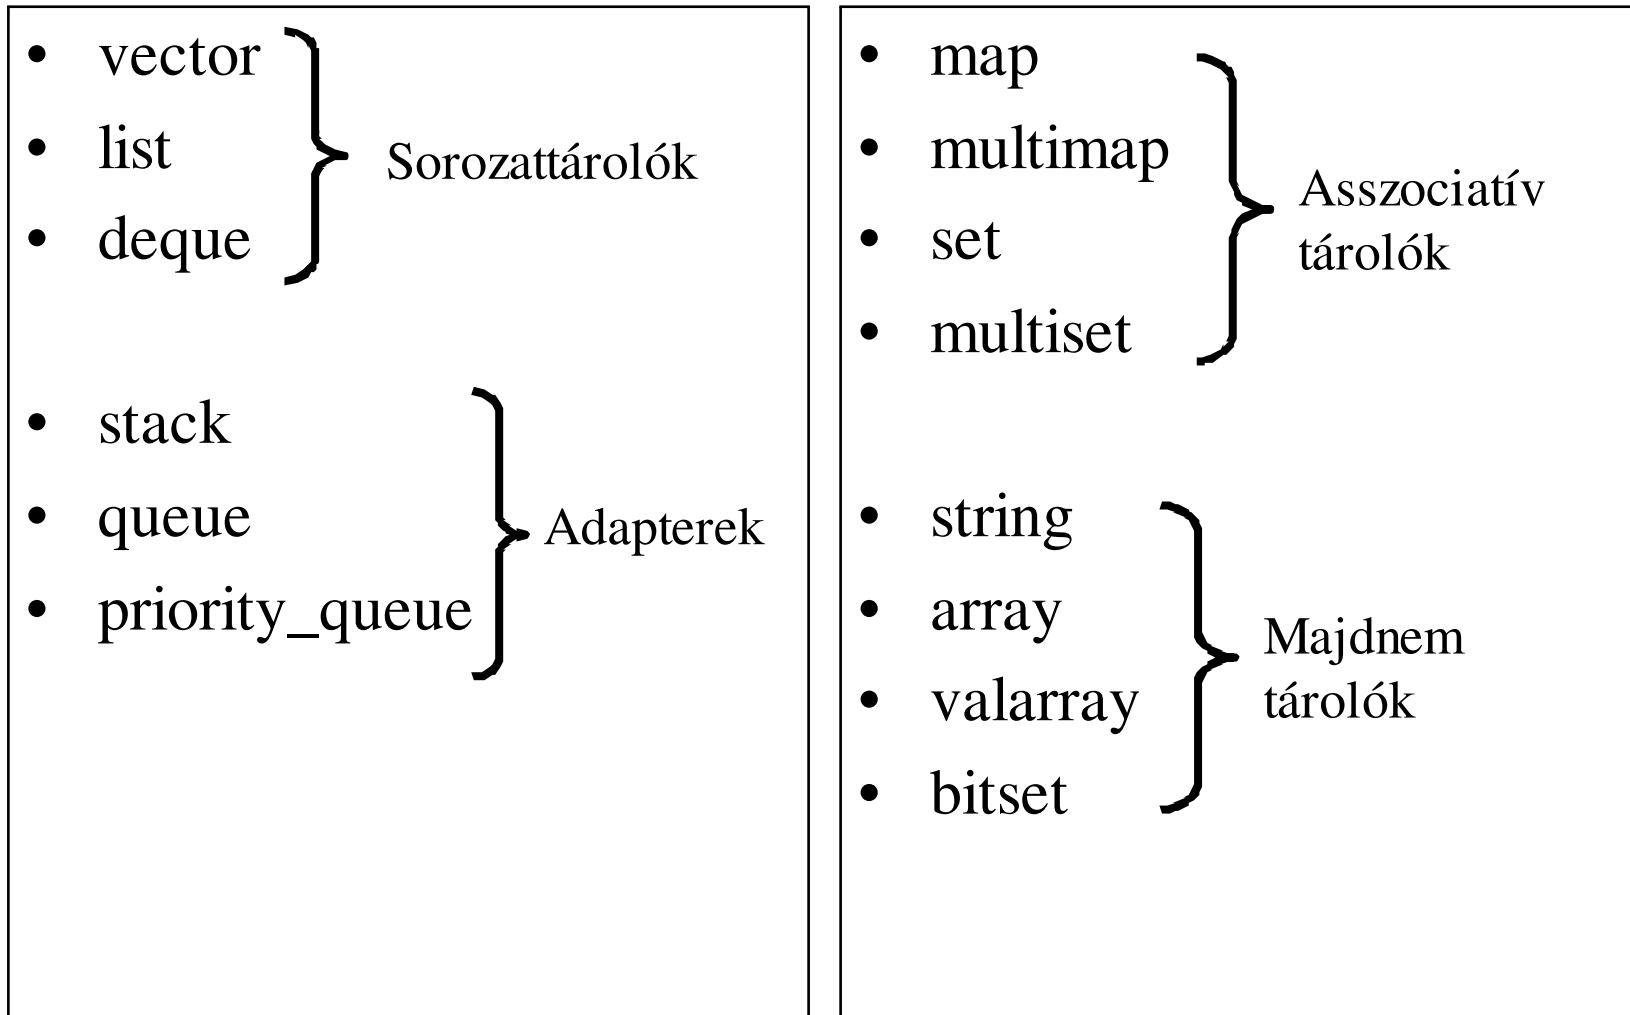 • vector
• list
• deque
Sorozattárolók
• stack
• queue
• priority_queue
Adapterek
• map
• multimap
• set
• multiset
Asszociatív
tárolók
• string
• array
• valarray
• bitset
Majdnem
tárolók